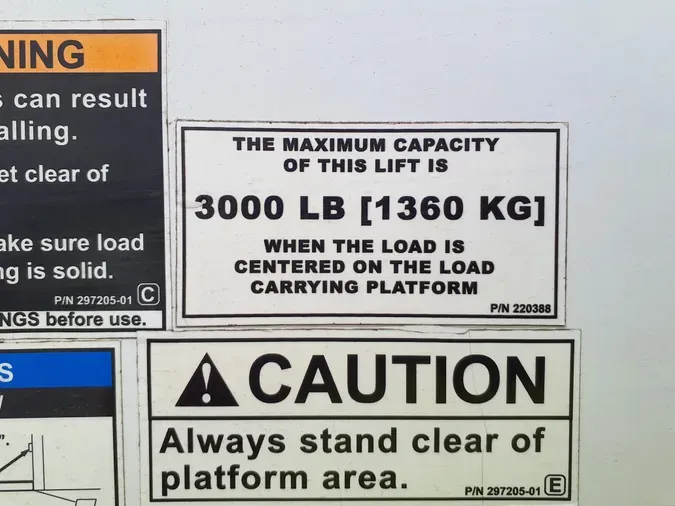 NING
s can result
alling.
et clear of
ake sure load
ng is solid.
P/N 297205-01 C
NGS before use.
THE MAXIMUM CAPACITY
OF THIS LIFT IS
3000 LB [1360 KG]
WHEN THE LOAD IS
CENTERED ON THE LOAD
CARRYING PLATFORM
P/N 220388
S
".
CAUTION
Always stand clear of
platform area.
P/N 297205-01 E